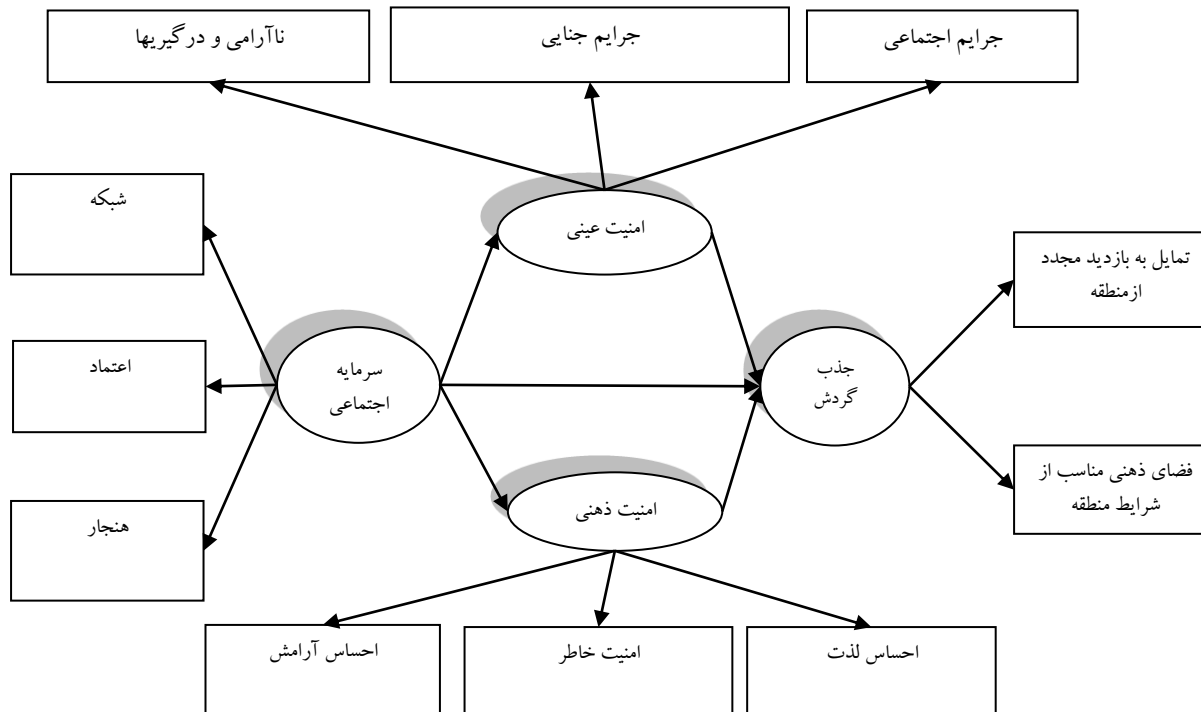 جرایم اجتماعی
جرایم جنایی
ناآرامی و درگیریها
شبکه
امنیت عینی
تمایل به بازدید مجدد
ازمنطقه
اعتماد
سرمایه
اجتماعی
جذب
گردش
هنجار
امنیت ذهنی
فضای ذهنی مناسب از
شرایط منطقه
احساس لذت
امنیت خاطر
احساس آرامش